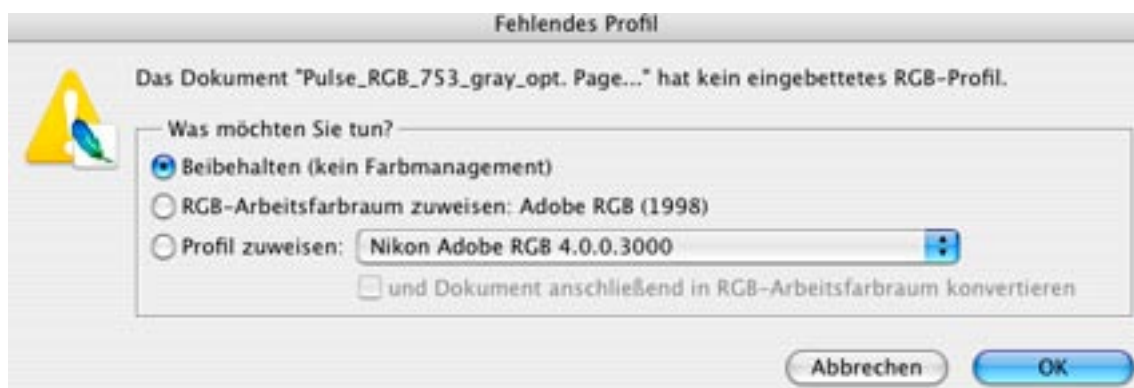 Fehlendes Profil
Das Dokument "Pulse_RGB_753_gray_opt. Page..." hat kein eingebettetes RGB-Profil.
Was möchten Sie tun?
Beibehalten (kein Farbmanagement)
RGB-Arbeitsfarbraum zuweisen: Adobe RGB (1998)
Profil zuweisen: Nikon Adobe RGB 4.0.0.3000
und Dokument anschließend in RGB-Arbeitsfarbraum konvertieren
Abbrechen OK